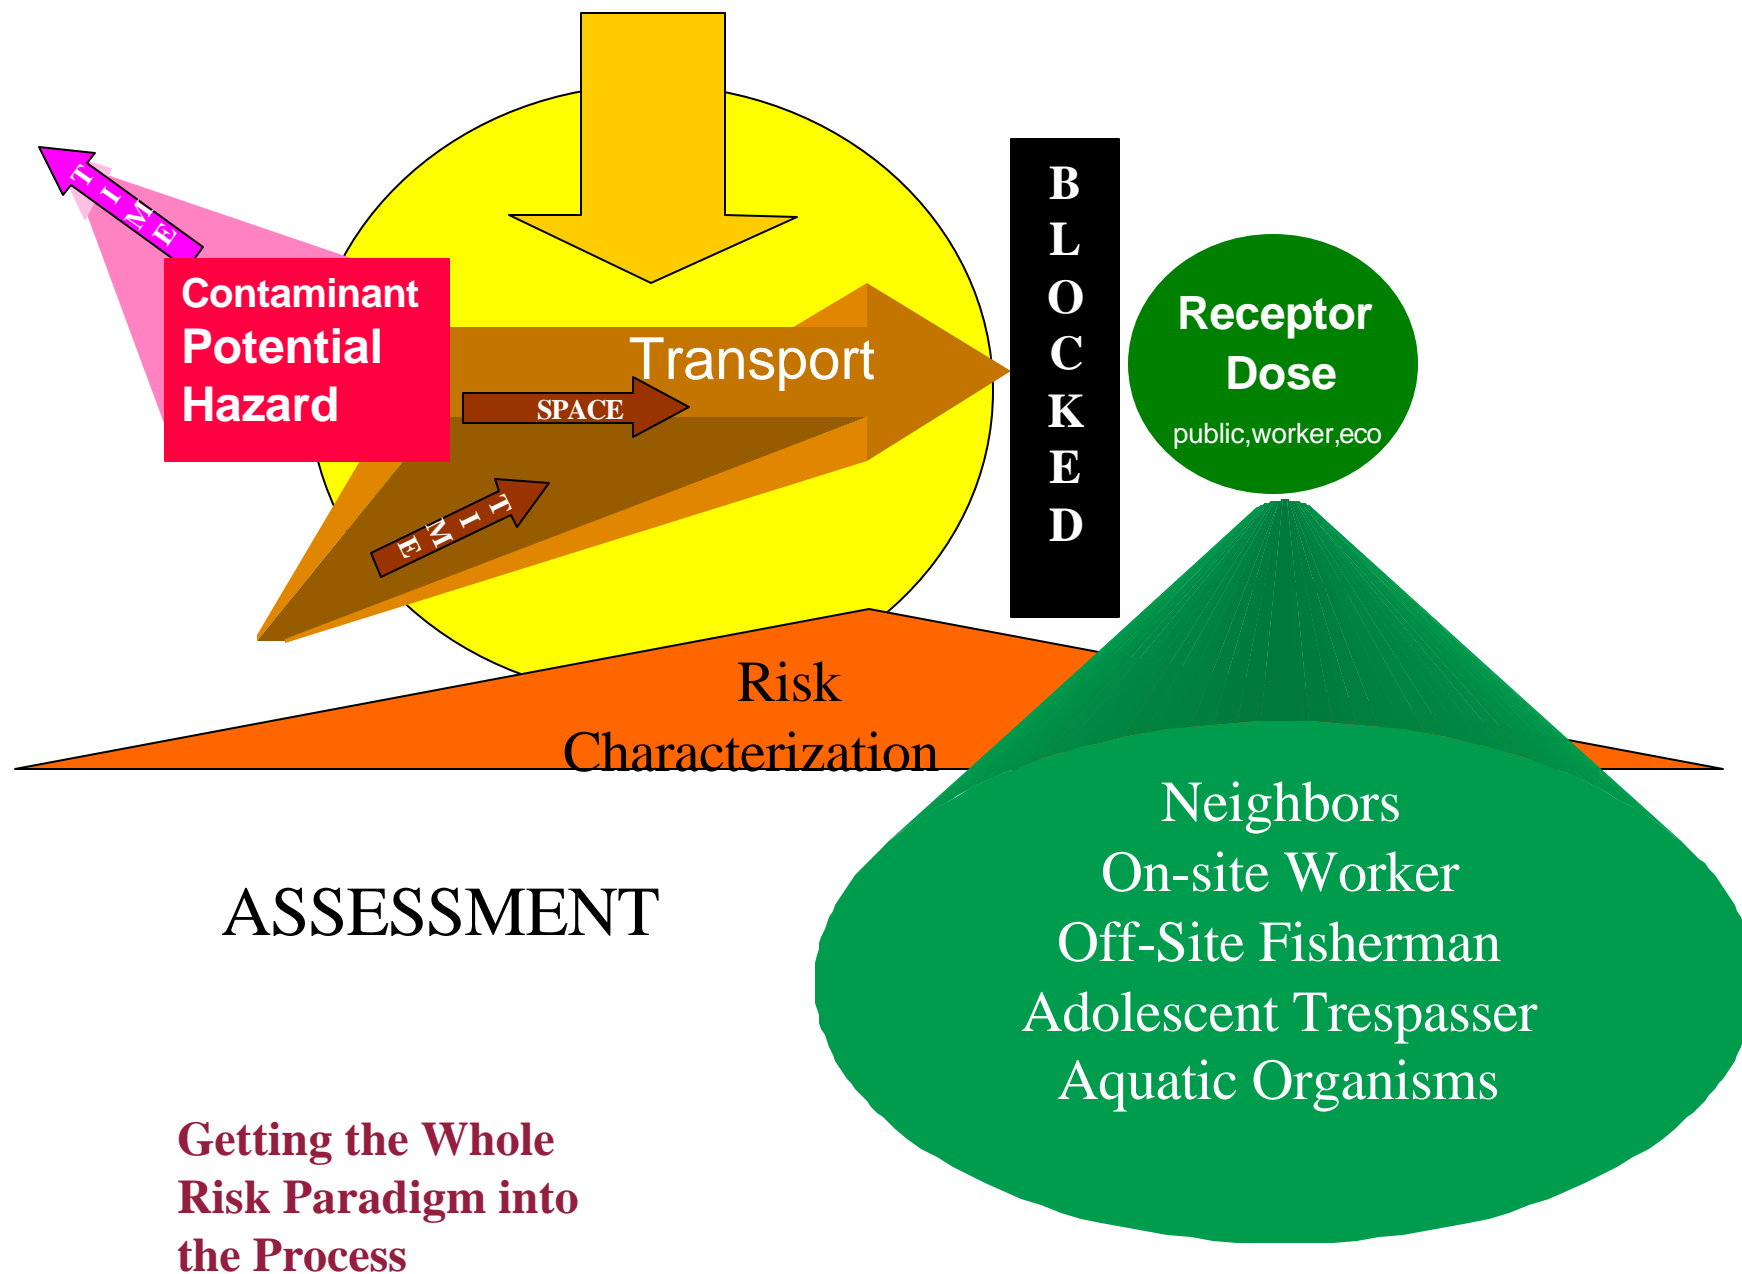 TIME
Contaminant
Potential
Hazard
Transport
SPACE
TIME
BLOCKED
Receptor
Dose
public,worker,eco
Risk
Characterization
Neighbors
On-site Worker
Off-Site Fisherman
Adolescent Trespasser
Aquatic Organisms
ASSESSMENT
Getting the Whole
Risk Paradigm into
the Process